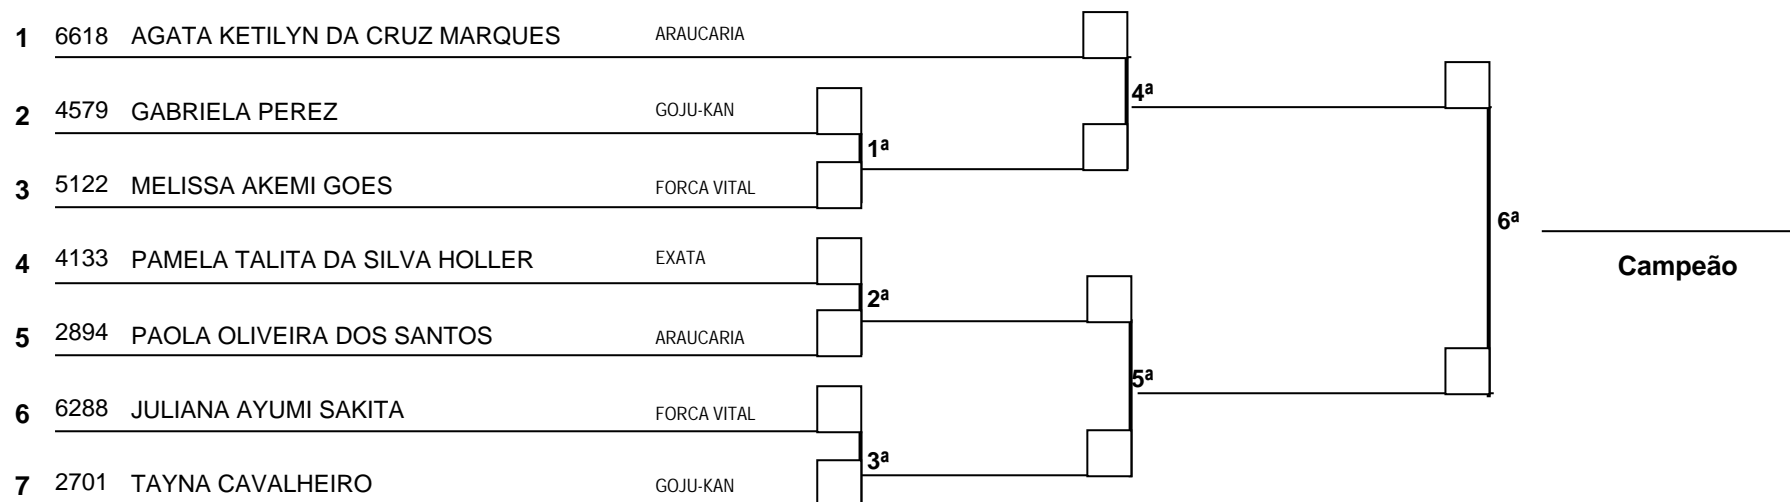 1 6618 AGATA KETILYN DA CRUZ MARQUES ARAUCARIA
4ª
2 4579 GABRIELA PEREZ GOJU-KAN
1ª
3 5122 MELISSA AKEMI GOES FORCA VITAL
6ª
4 4133 PAMELA TALITA DA SILVA HOLLER EXATA
Campeão
2ª
5 2894 PAOLA OLIVEIRA DOS SANTOS ARAUCARIA
5ª
6 6288 JULIANA AYUMI SAKITA FORCA VITAL
3ª
7 2701 TAYNA CAVALHEIRO GOJU-KAN